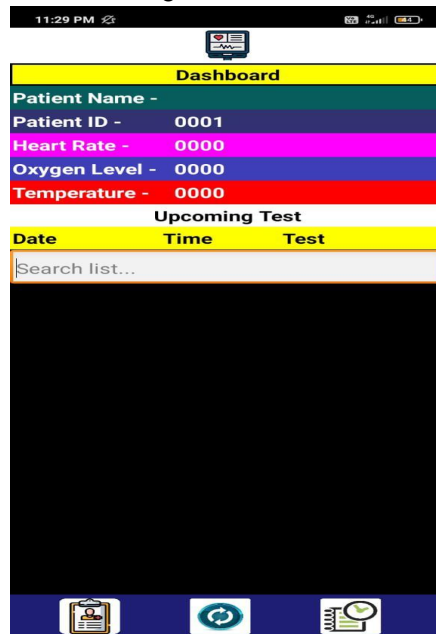 11:29 PM
Dashboard
Patient Name -
Patient ID - 0001
Heart Rate - 0000
Oxygen Level - 0000
Temperature - 0000
Upcoming Test
Date Time Test
Search list...